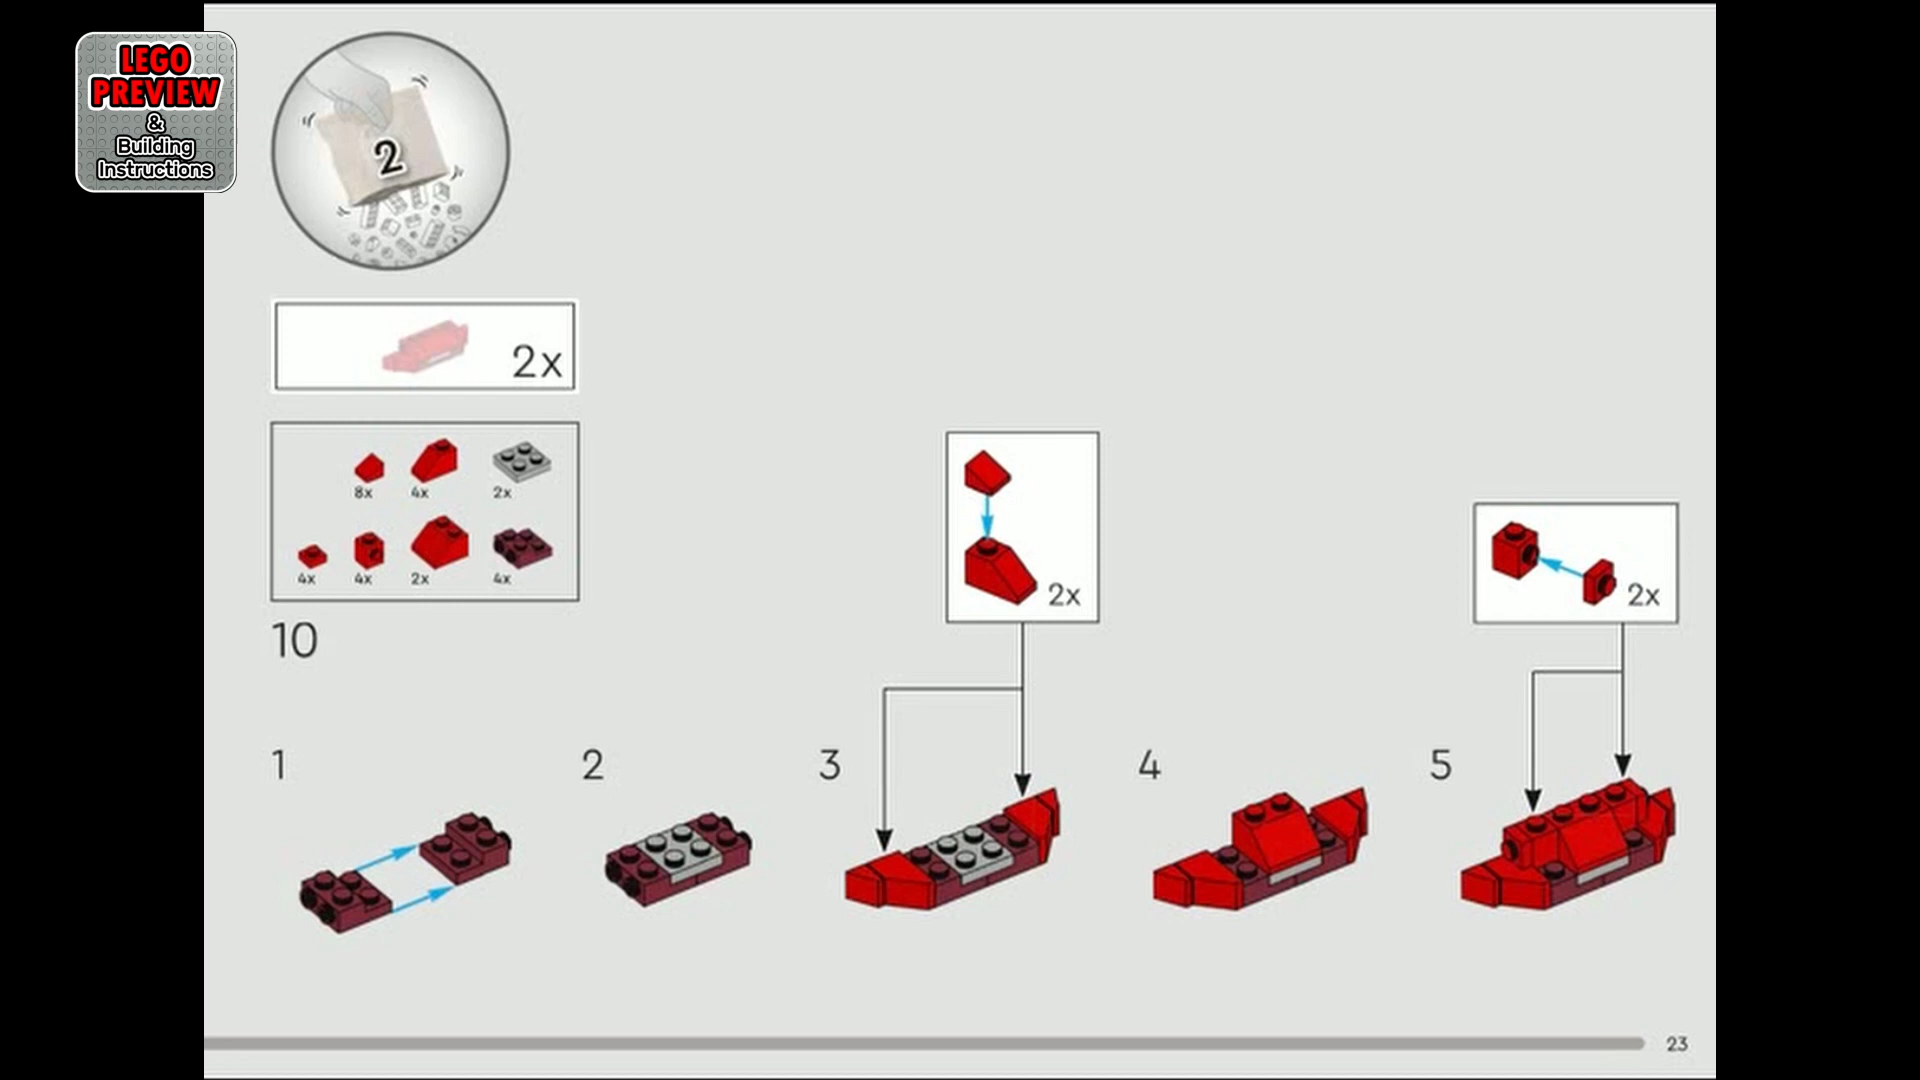 LEGO
PREVIEW
&
Building
Instructions
2
2x
8x 4x 2x
4x 4x 2x 4x
10
2x
2x
1 2 3 4 5
23